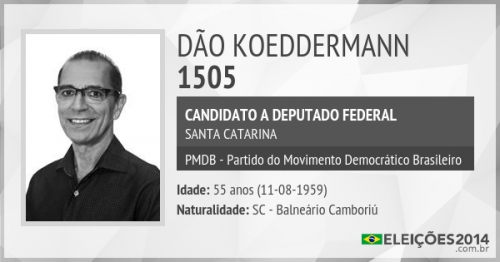 DÃO KOEDDERMANN
1505
CANDIDATO A DEPUTADO FEDERAL
SANTA CATARINA
PMDB - Partido do Movimento Democrático Brasileiro
Idade: 55 anos (11-08-1959)
Naturalidade: SC - Balneário Camboriú
ELEIÇÕES2014
.com.br